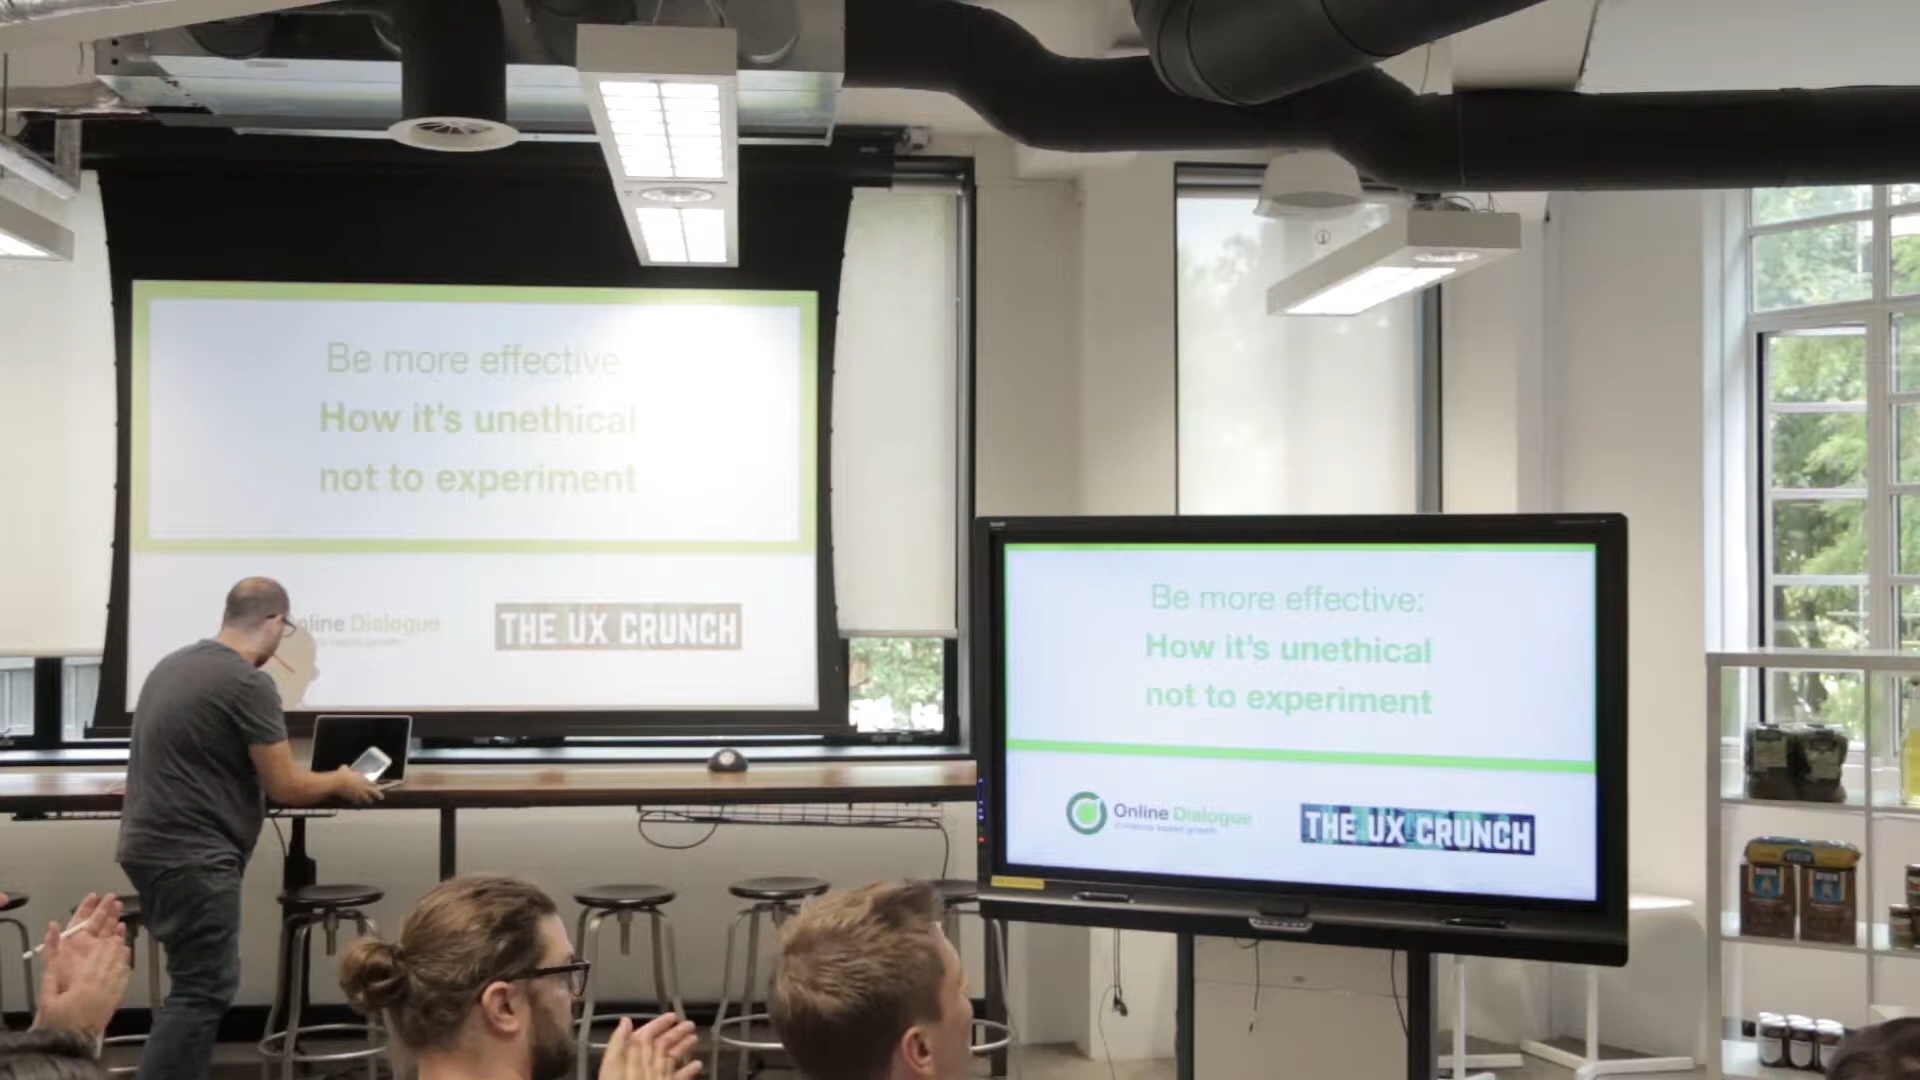 Be more effective
How it's unethical
not to experiment
Dialogue
THE UX CRUNCH
Be more effective:
How it's unethical
not to experiment
Online Dialogue
THE UX CRUNCH